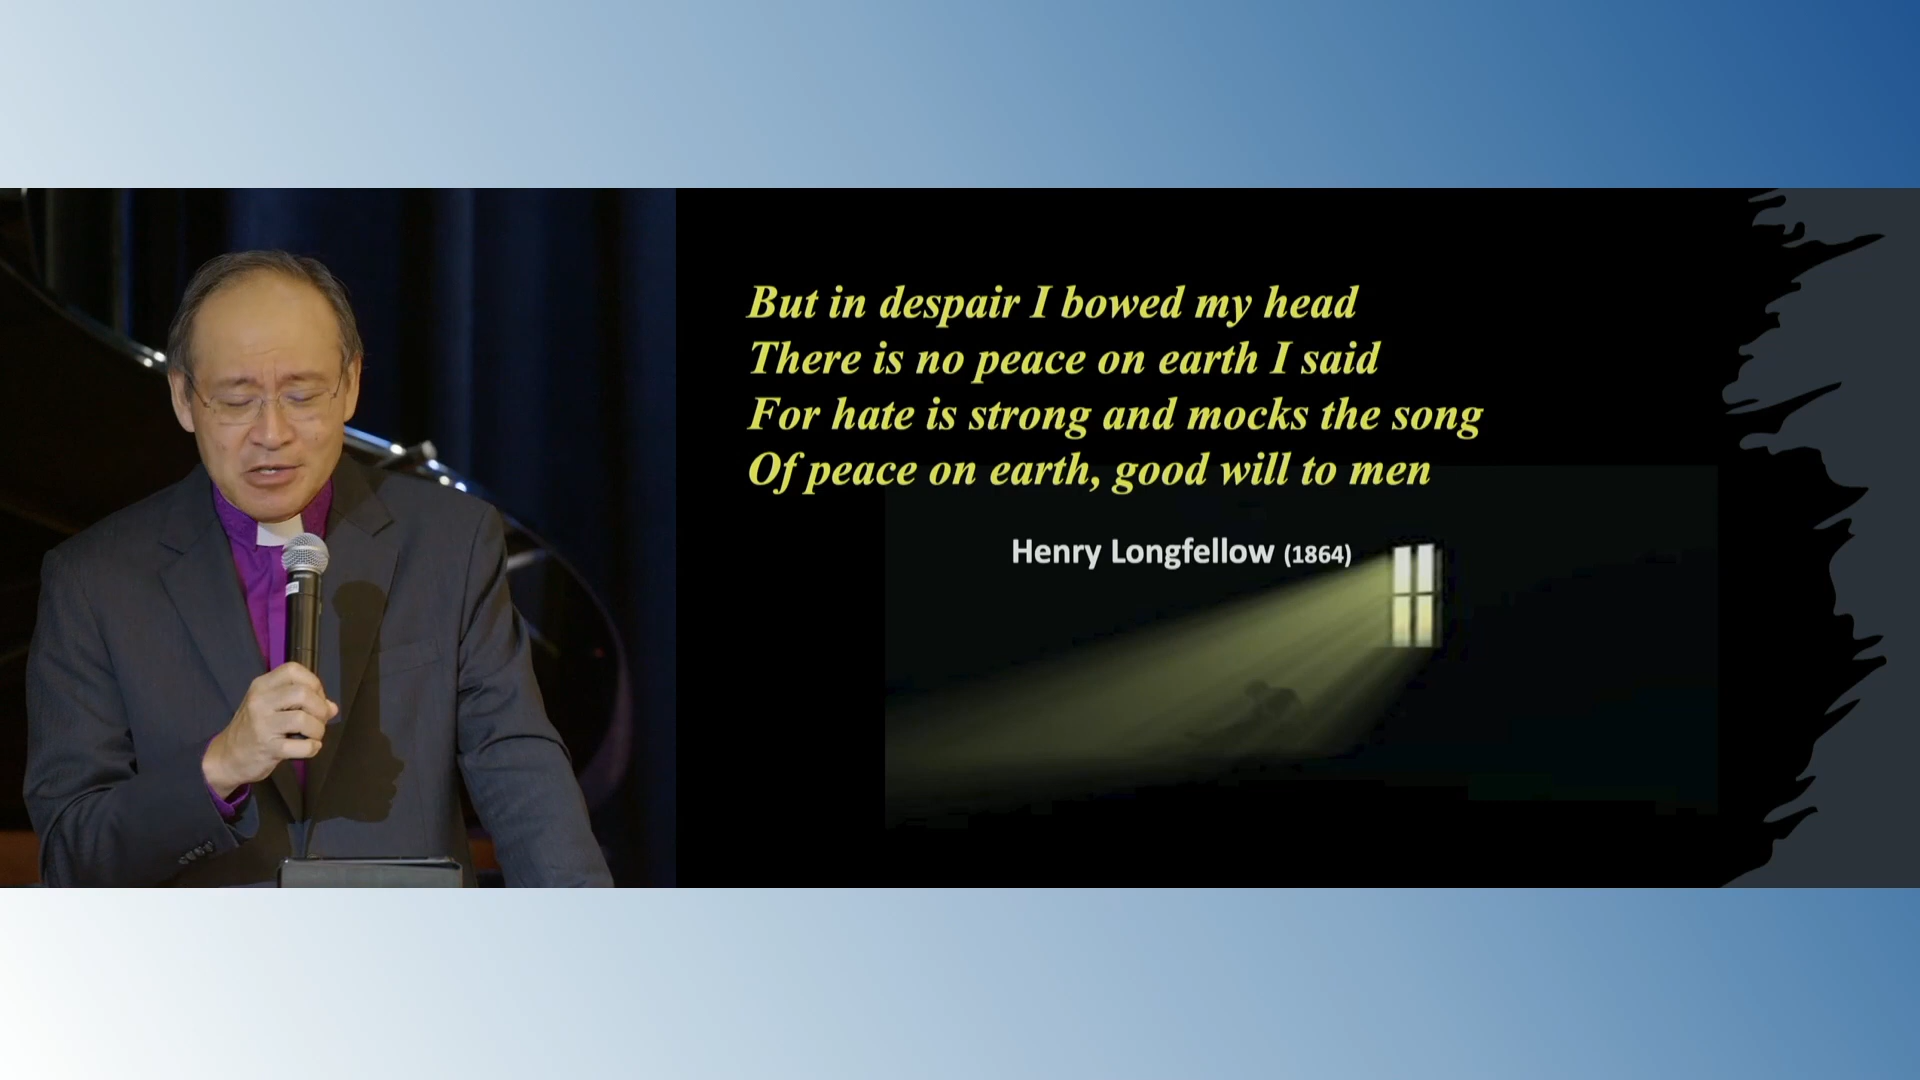 But in despair I bowed my head
There is no peace on earth I said
For hate is strong and mocks the song
Of peace on earth, good will to men
Henry Longfellow (1864)